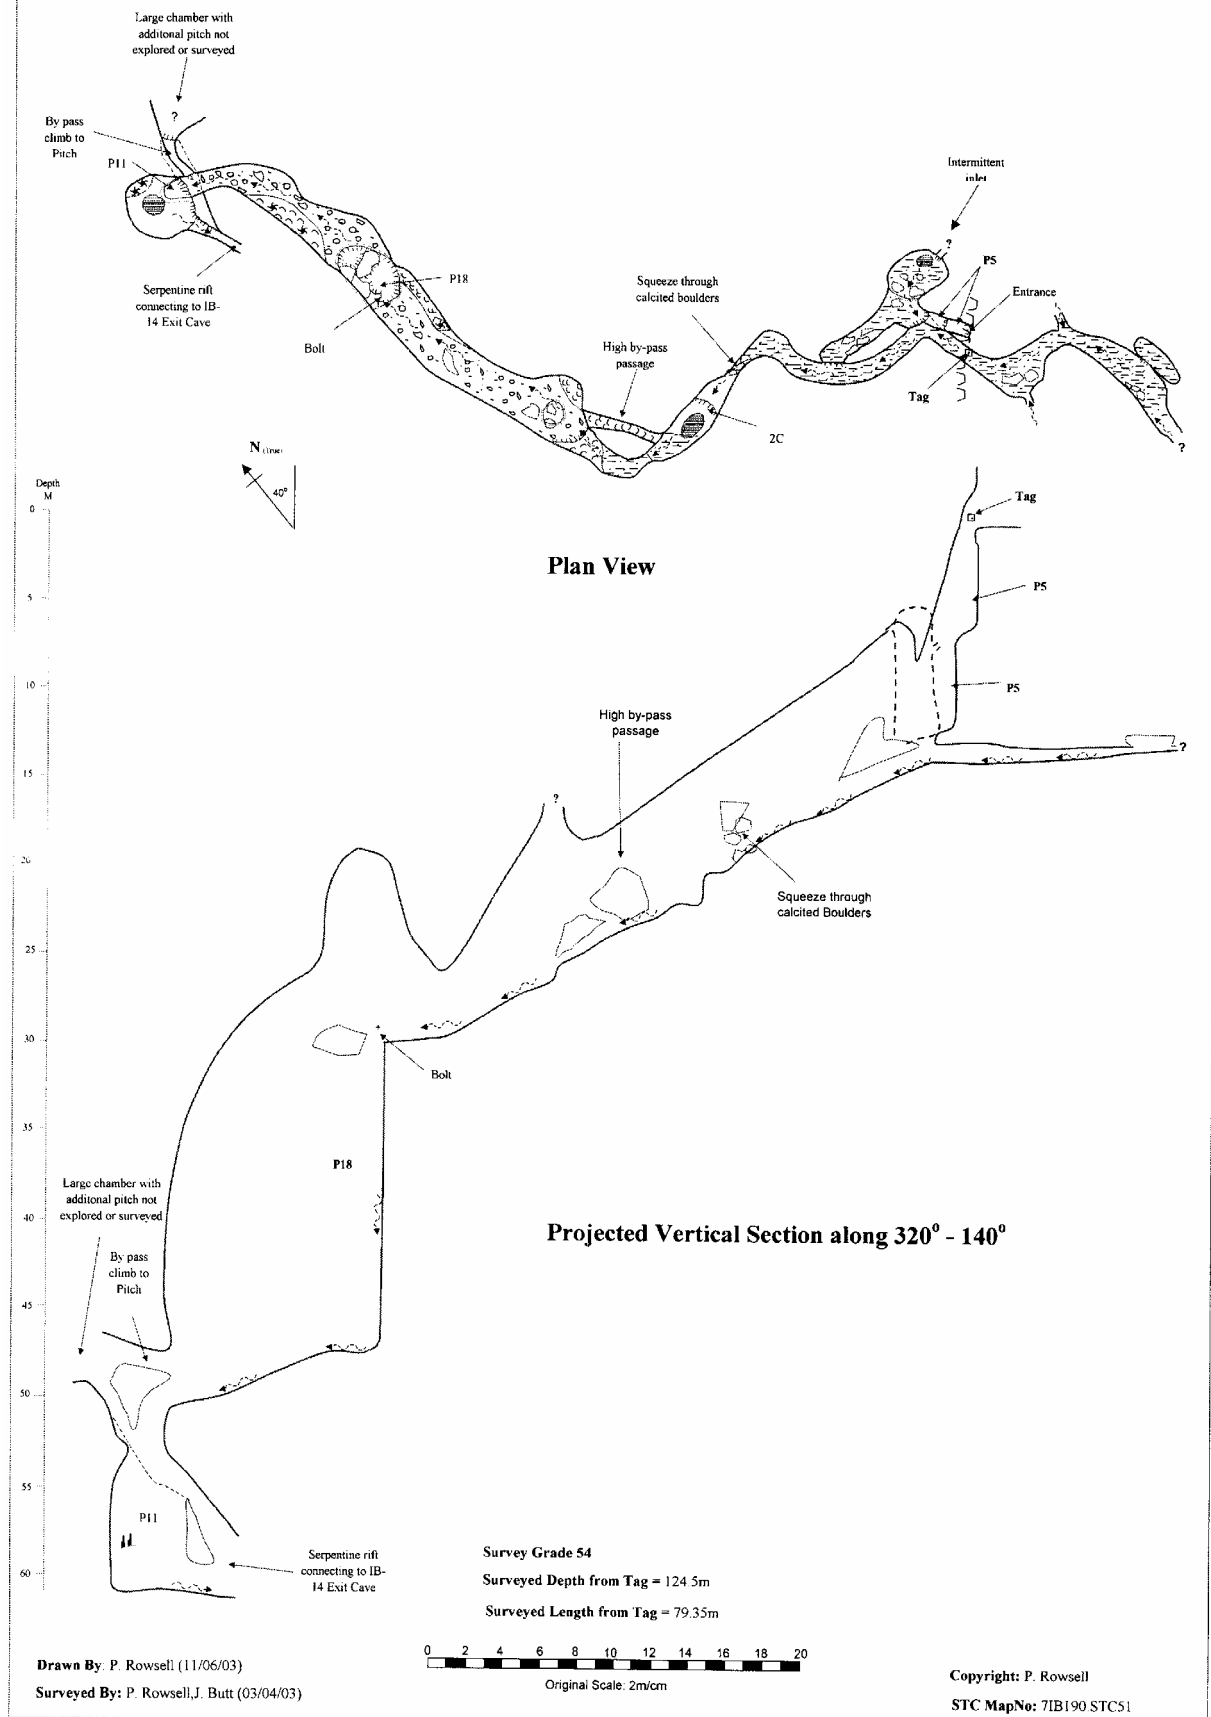 Large chamber with
additonal pitch not
explored or surveyed
?
By pass
climb to
Pitch
P11
Serpentine rift
connecting to IB-
14 Exit Cave
P18
Bolt
Squeeze through
calcited boulders
High by-pass
passage
Intermittent
inlet
?
P5
Entrance
Tag
2C
?
N (true)
40°
Depth
M
0
5
10
15
20
25
30
35
40
45
50
55
60
Plan View
Tag
P5
P5
?
High by-pass
passage
?
Squeeze through
calcited Boulders
Bolt
P18
Projected Vertical Section along 320° - 140°
Large chamber with
additonal pitch not
explored or surveyed
By pass
climb to
Pitch
P11
Serpentine rift
connecting to IB-
14 Exit Cave
Survey Grade 54
Surveyed Depth from Tag = 124.5m
Surveyed Length from Tag = 79.35m
0 2 4 6 8 10 12 14 16 18 20
Original Scale: 2m/cm
Drawn By: P. Rowsell (11/06/03)
Surveyed By: P. Rowsell,J. Butt (03/04/03)
Copyright: P. Rowsell
STC MapNo: 7IB190.STC51